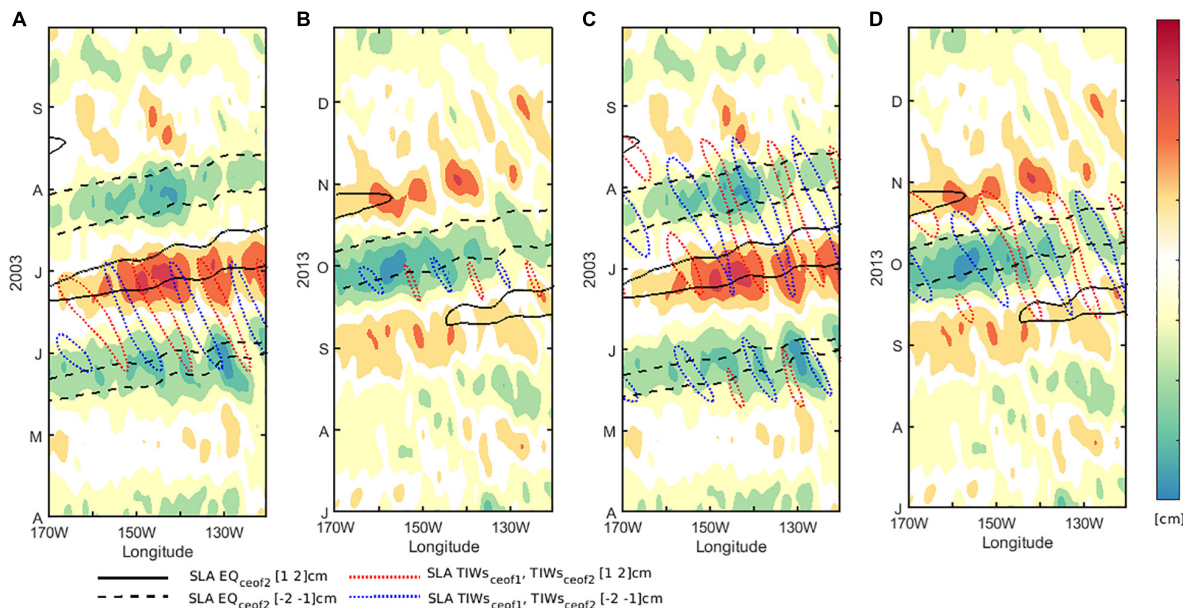 A
B
C
D
S
A
J
J
M
A
2003
170W
150W
130W
Longitude
D
N
O
S
A
J
2013
170W
150W
130W
Longitude
S
A
J
J
M
A
2003
170W
150W
130W
Longitude
D
N
O
S
A
J
2013
170W
150W
130W
Longitude
[cm]
SLA EQceof2 [1 2]cm
SLA TIWsceof1, TIWsceof2 [1 2]cm
SLA EQceof2 [-2 -1]cm
SLA TIWsceof1, TIWsceof2 [-2 -1]cm